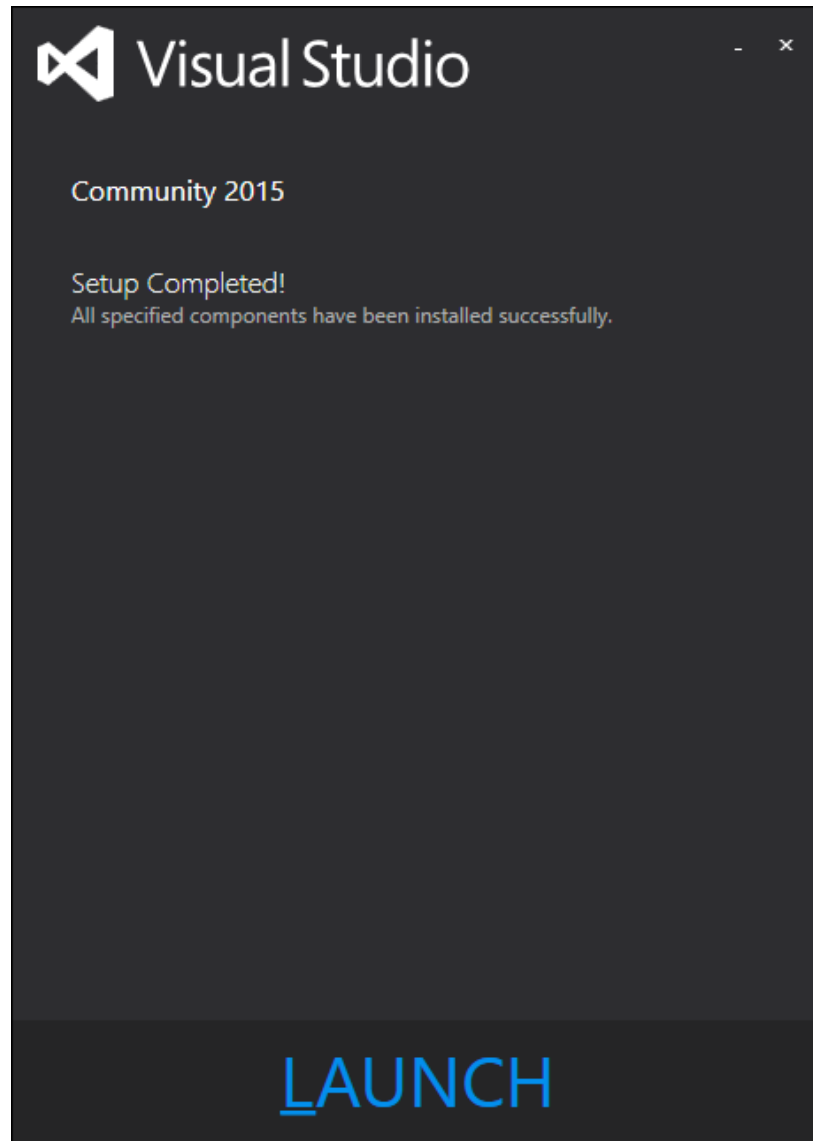 Visual Studio
Community 2015
Setup Completed!
All specified components have been installed successfully.
LAUNCH